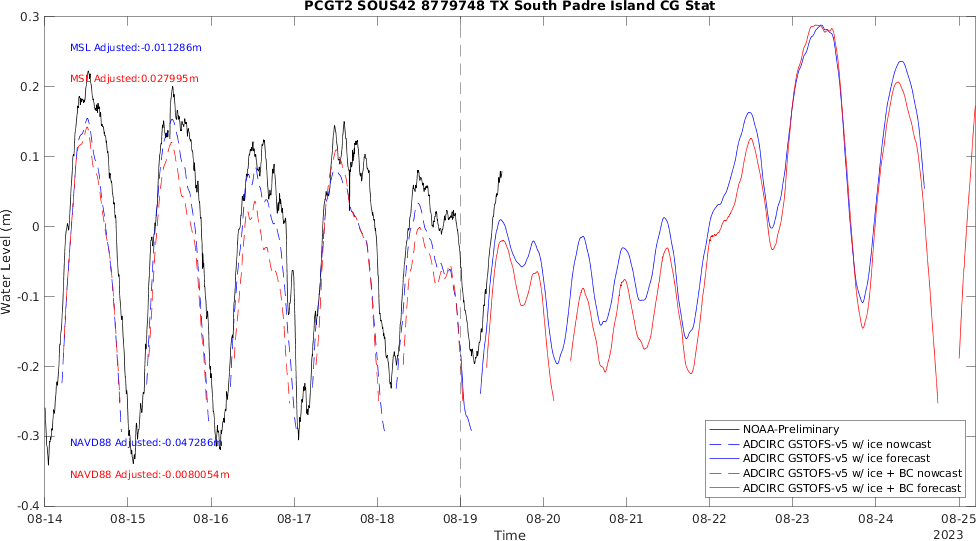 PCGT2 SOUS42 8779748 TX South Padre Island CG Stat
MSL Adjusted:-0.011286m
MSL Adjusted:0.027995m
NAVD88 Adjusted:-0.047286m
NAVD88 Adjusted:-0.0080054m
Water Level (m)
0.3
0.2
0.1
0
-0.1
-0.2
-0.3
-0.4
NOAA-Preliminary
ADCIRC GSTOFS-v5 w/ ice nowcast
ADCIRC GSTOFS-v5 w/ ice forecast
ADCIRC GSTOFS-v5 w/ ice + BC nowcast
ADCIRC GSTOFS-v5 w/ ice + BC forecast
08-14 08-15 08-16 08-17 08-18 08-19 08-20 08-21 08-22 08-23 08-24 08-25
Time
2023